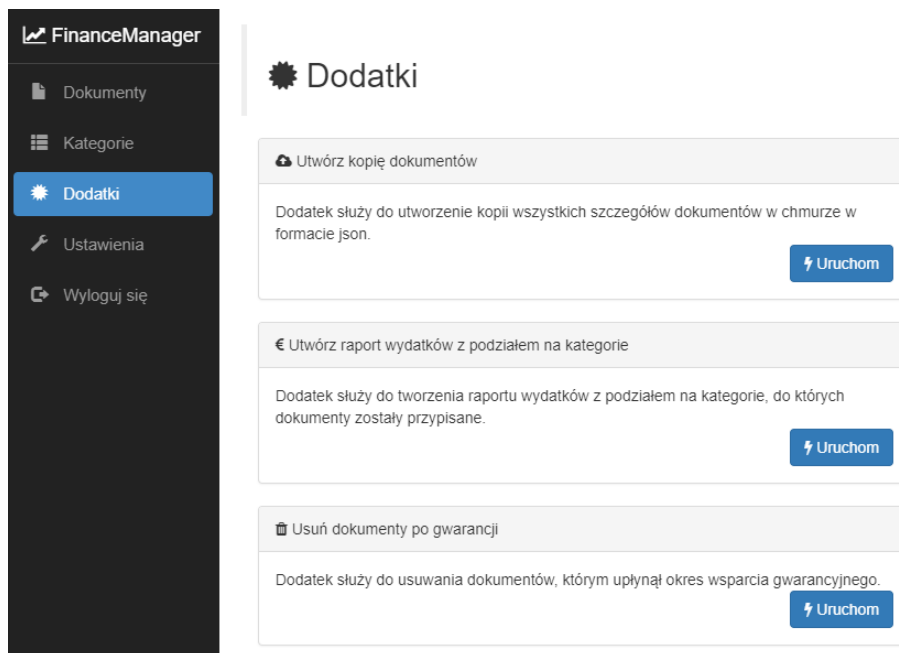 FinanceManager
Dokumenty
Kategorie
Dodatki
Ustawienia
Wyloguj się
Dodatki
Utwórz kopię dokumentów
Dodatek służy do utworzenie kopii wszystkich szczegółów dokumentów w chmurze w
formacie json.
Uruchom
€ Utwórz raport wydatków z podziałem na kategorie
Dodatek służy do tworzenia raportu wydatków z podziałem na kategorie, do których
dokumenty zostały przypisane.
Uruchom
Usuń dokumenty po gwarancji
Dodatek służy do usuwania dokumentów, którym upłynął okres wsparcia gwarancyjnego.
Uruchom